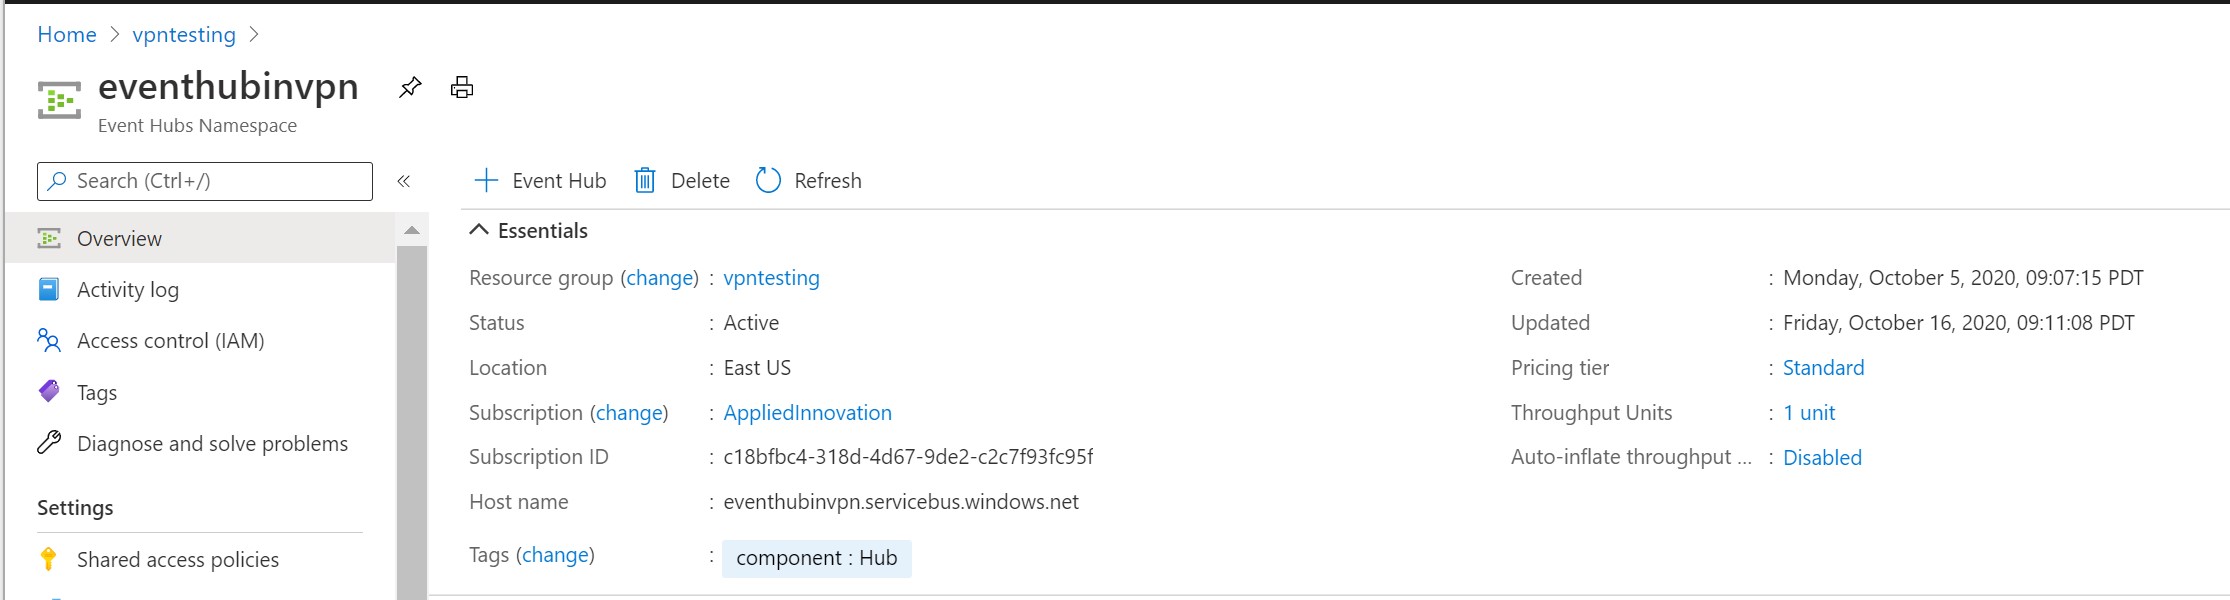 Home > vpntesting >
eventhubinvpn
Event Hubs Namespace
Search (Ctrl+/)
«
Overview
Activity log
Access control (IAM)
Tags
Diagnose and solve problems
Settings
Shared access policies
+ Event Hub Delete Refresh
Essentials
Resource group (change) : vpntesting
Status : Active
Location : East US
Subscription (change) : AppliedInnovation
Subscription ID : c18bfbc4-318d-4d67-9de2-c2c7f93fc95f
Host name : eventhubinvpn.servicebus.windows.net
Tags (change) : component : Hub
Created : Monday, October 5, 2020, 09:07:15 PDT
Updated : Friday, October 16, 2020, 09:11:08 PDT
Pricing tier : Standard
Throughput Units : 1 unit
Auto-inflate throughput ... : Disabled